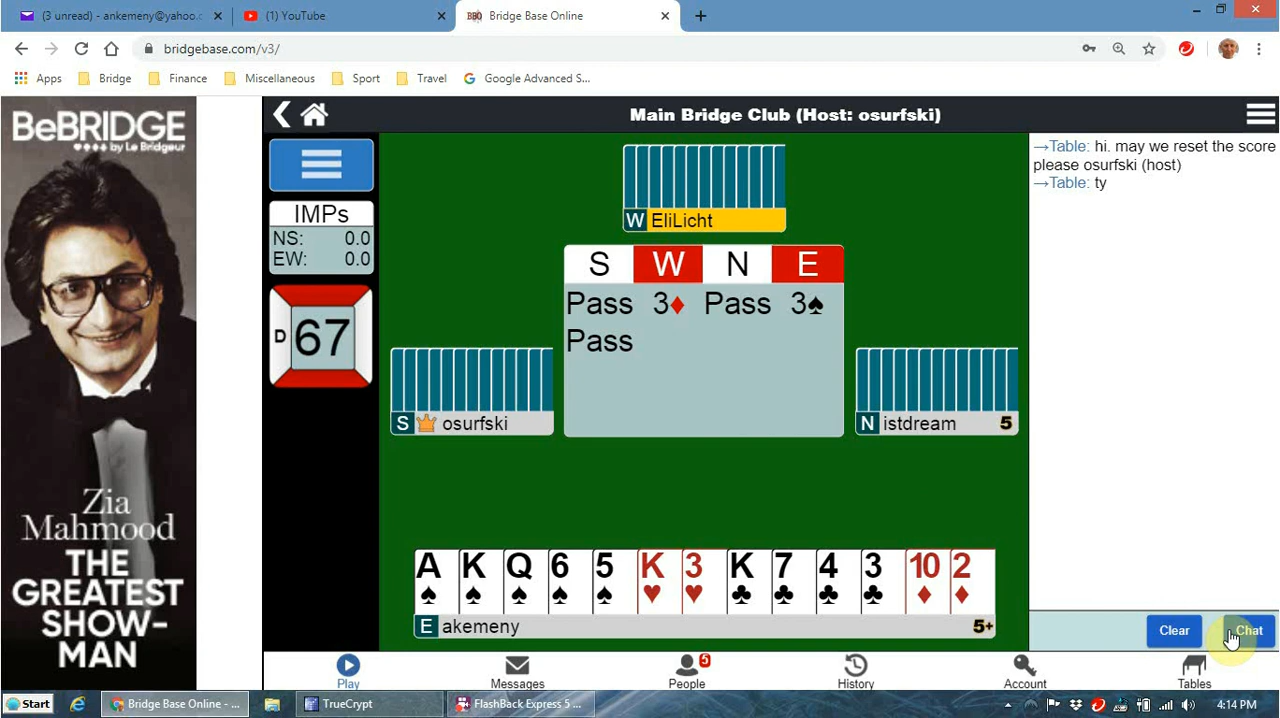 (3 unread) - ankemeny@yahoo.c
(1) YouTube
BBO Bridge Base Online
bridgebase.com/v3/
Apps Bridge Finance Miscellaneous Sport Travel Google Advanced S...
BeBRIDGE
by Le Bridgeur
Zia
Mahmood
THE
GREATEST
SHOW-
MAN
Main Bridge Club (Host: osurfski)
IMPs
NS: 0.0
EW: 0.0
D 67
W EliLicht
S W N E
Pass 3♦ Pass 3♠
Pass
S osurfski
N istdream 5
A K Q 6 5 K 3 K 7 4 3 10 2
♠ ♠ ♠ ♠ ♠ ♥ ♥ ♣ ♣ ♣ ♣ ♦ ♦
E akemeny 5+
→Table: hi. may we reset the score
please osurfski (host)
→Table: ty
Clear Chat
5
Play Messages People History Account Tables
Start Bridge Base Online - ... TrueCrypt FlashBack Express 5 ... 4:14 PM